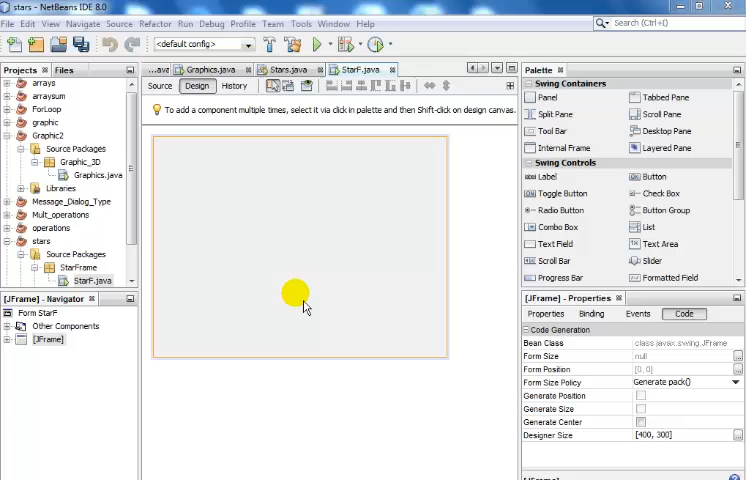 stars - NetBeans IDE 8.0
File Edit View Navigate Source Refactor Run Debug Profile Team Tools Window Help
Search (Ctrl+I)
<default config>
Projects Files
arrays
arraysum
ForLoop
graphic
Graphic2
Source Packages
Graphic_3D
Graphics.java
Libraries
Message_Dialog_Type
Mult_operations
operations
stars
Source Packages
StarFrame
StarF.java
[JFrame] - Navigator
Form StarF
Other Components
[JFrame]
...ava Graphics.java Stars.java StarF.java
Source Design History
To add a component multiple times, select it via click in palette and then Shift-click on design canvas.
Palette
Swing Containers
Panel Tabbed Pane
Split Pane Scroll Pane
Tool Bar Desktop Pane
Internal Frame Layered Pane
Swing Controls
label Label OK Button
Toggle Button Check Box
Radio Button Button Group
Combo Box List
Text Field Text Area
Scroll Bar Slider
Progress Bar Formatted Field
[JFrame] - Properties
Properties Binding Events Code
Code Generation
Bean Class class javax.swing.JFrame
Form Size null
Form Position [0, 0]
Form Size Policy Generate pack()
Generate Position
Generate Size
Generate Center
Designer Size [400, 300]